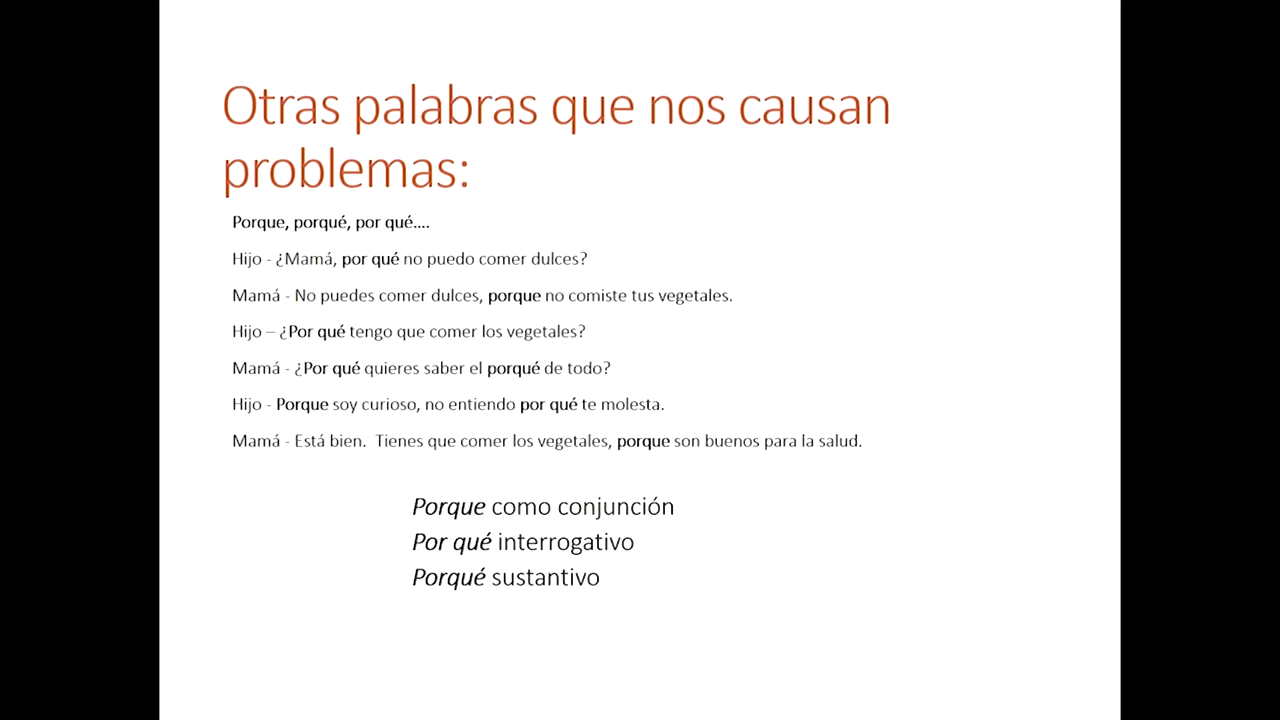 Otras palabras que nos causan
problemas:
Porque, porqué, por qué....
Hijo - ¿Mamá, por qué no puedo comer dulces?
Mamá - No puedes comer dulces, porque no comiste tus vegetales.
Hijo – ¿Por qué tengo que comer los vegetales?
Mamá - ¿Por qué quieres saber el porqué de todo?
Hijo - Porque soy curioso, no entiendo por qué te molesta.
Mamá - Está bien.  Tienes que comer los vegetales, porque son buenos para la salud.
Porque como conjunción
Por qué interrogativo
Porqué sustantivo